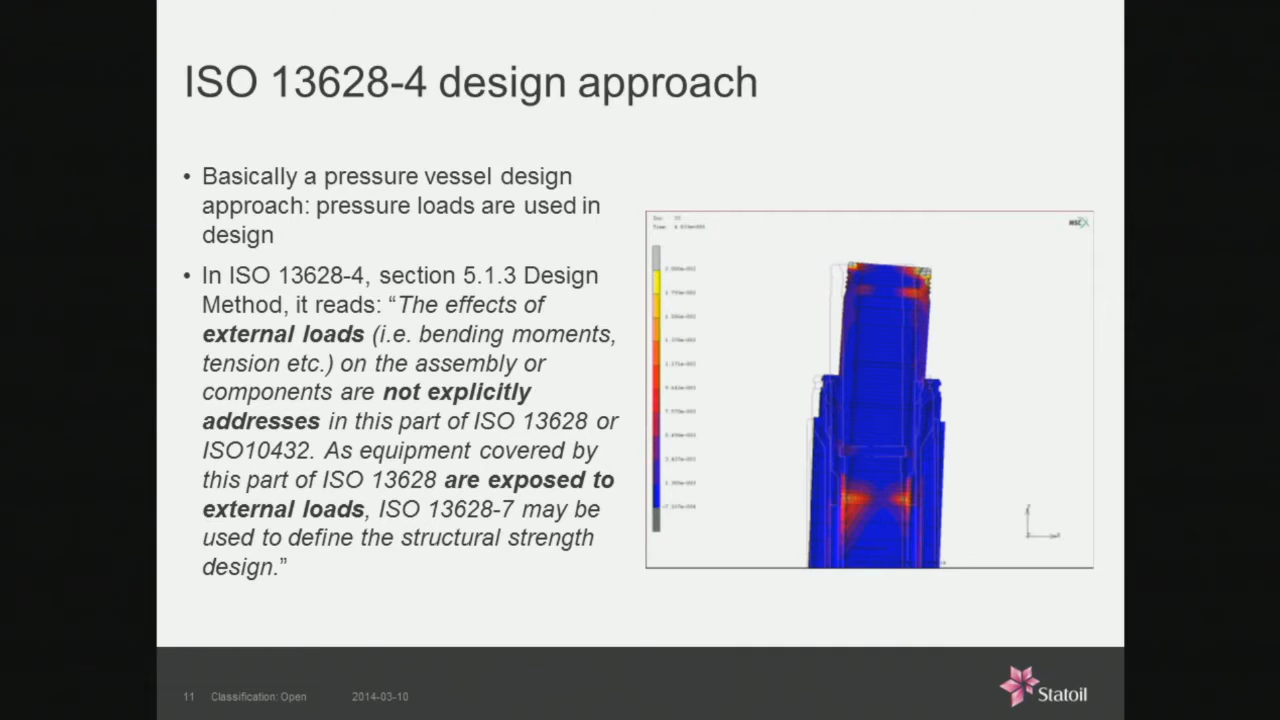 ISO 13628-4 design approach
• Basically a pressure vessel design
approach: pressure loads are used in
design
• In ISO 13628-4, section 5.1.3 Design
Method, it reads: “The effects of
external loads (i.e. bending moments,
tension etc.) on the assembly or
components are not explicitly
addresses in this part of ISO 13628 or
ISO10432. As equipment covered by
this part of ISO 13628 are exposed to
external loads, ISO 13628-7 may be
used to define the structural strength
design.”
11 Classification: Open 2014-03-10
Statoil